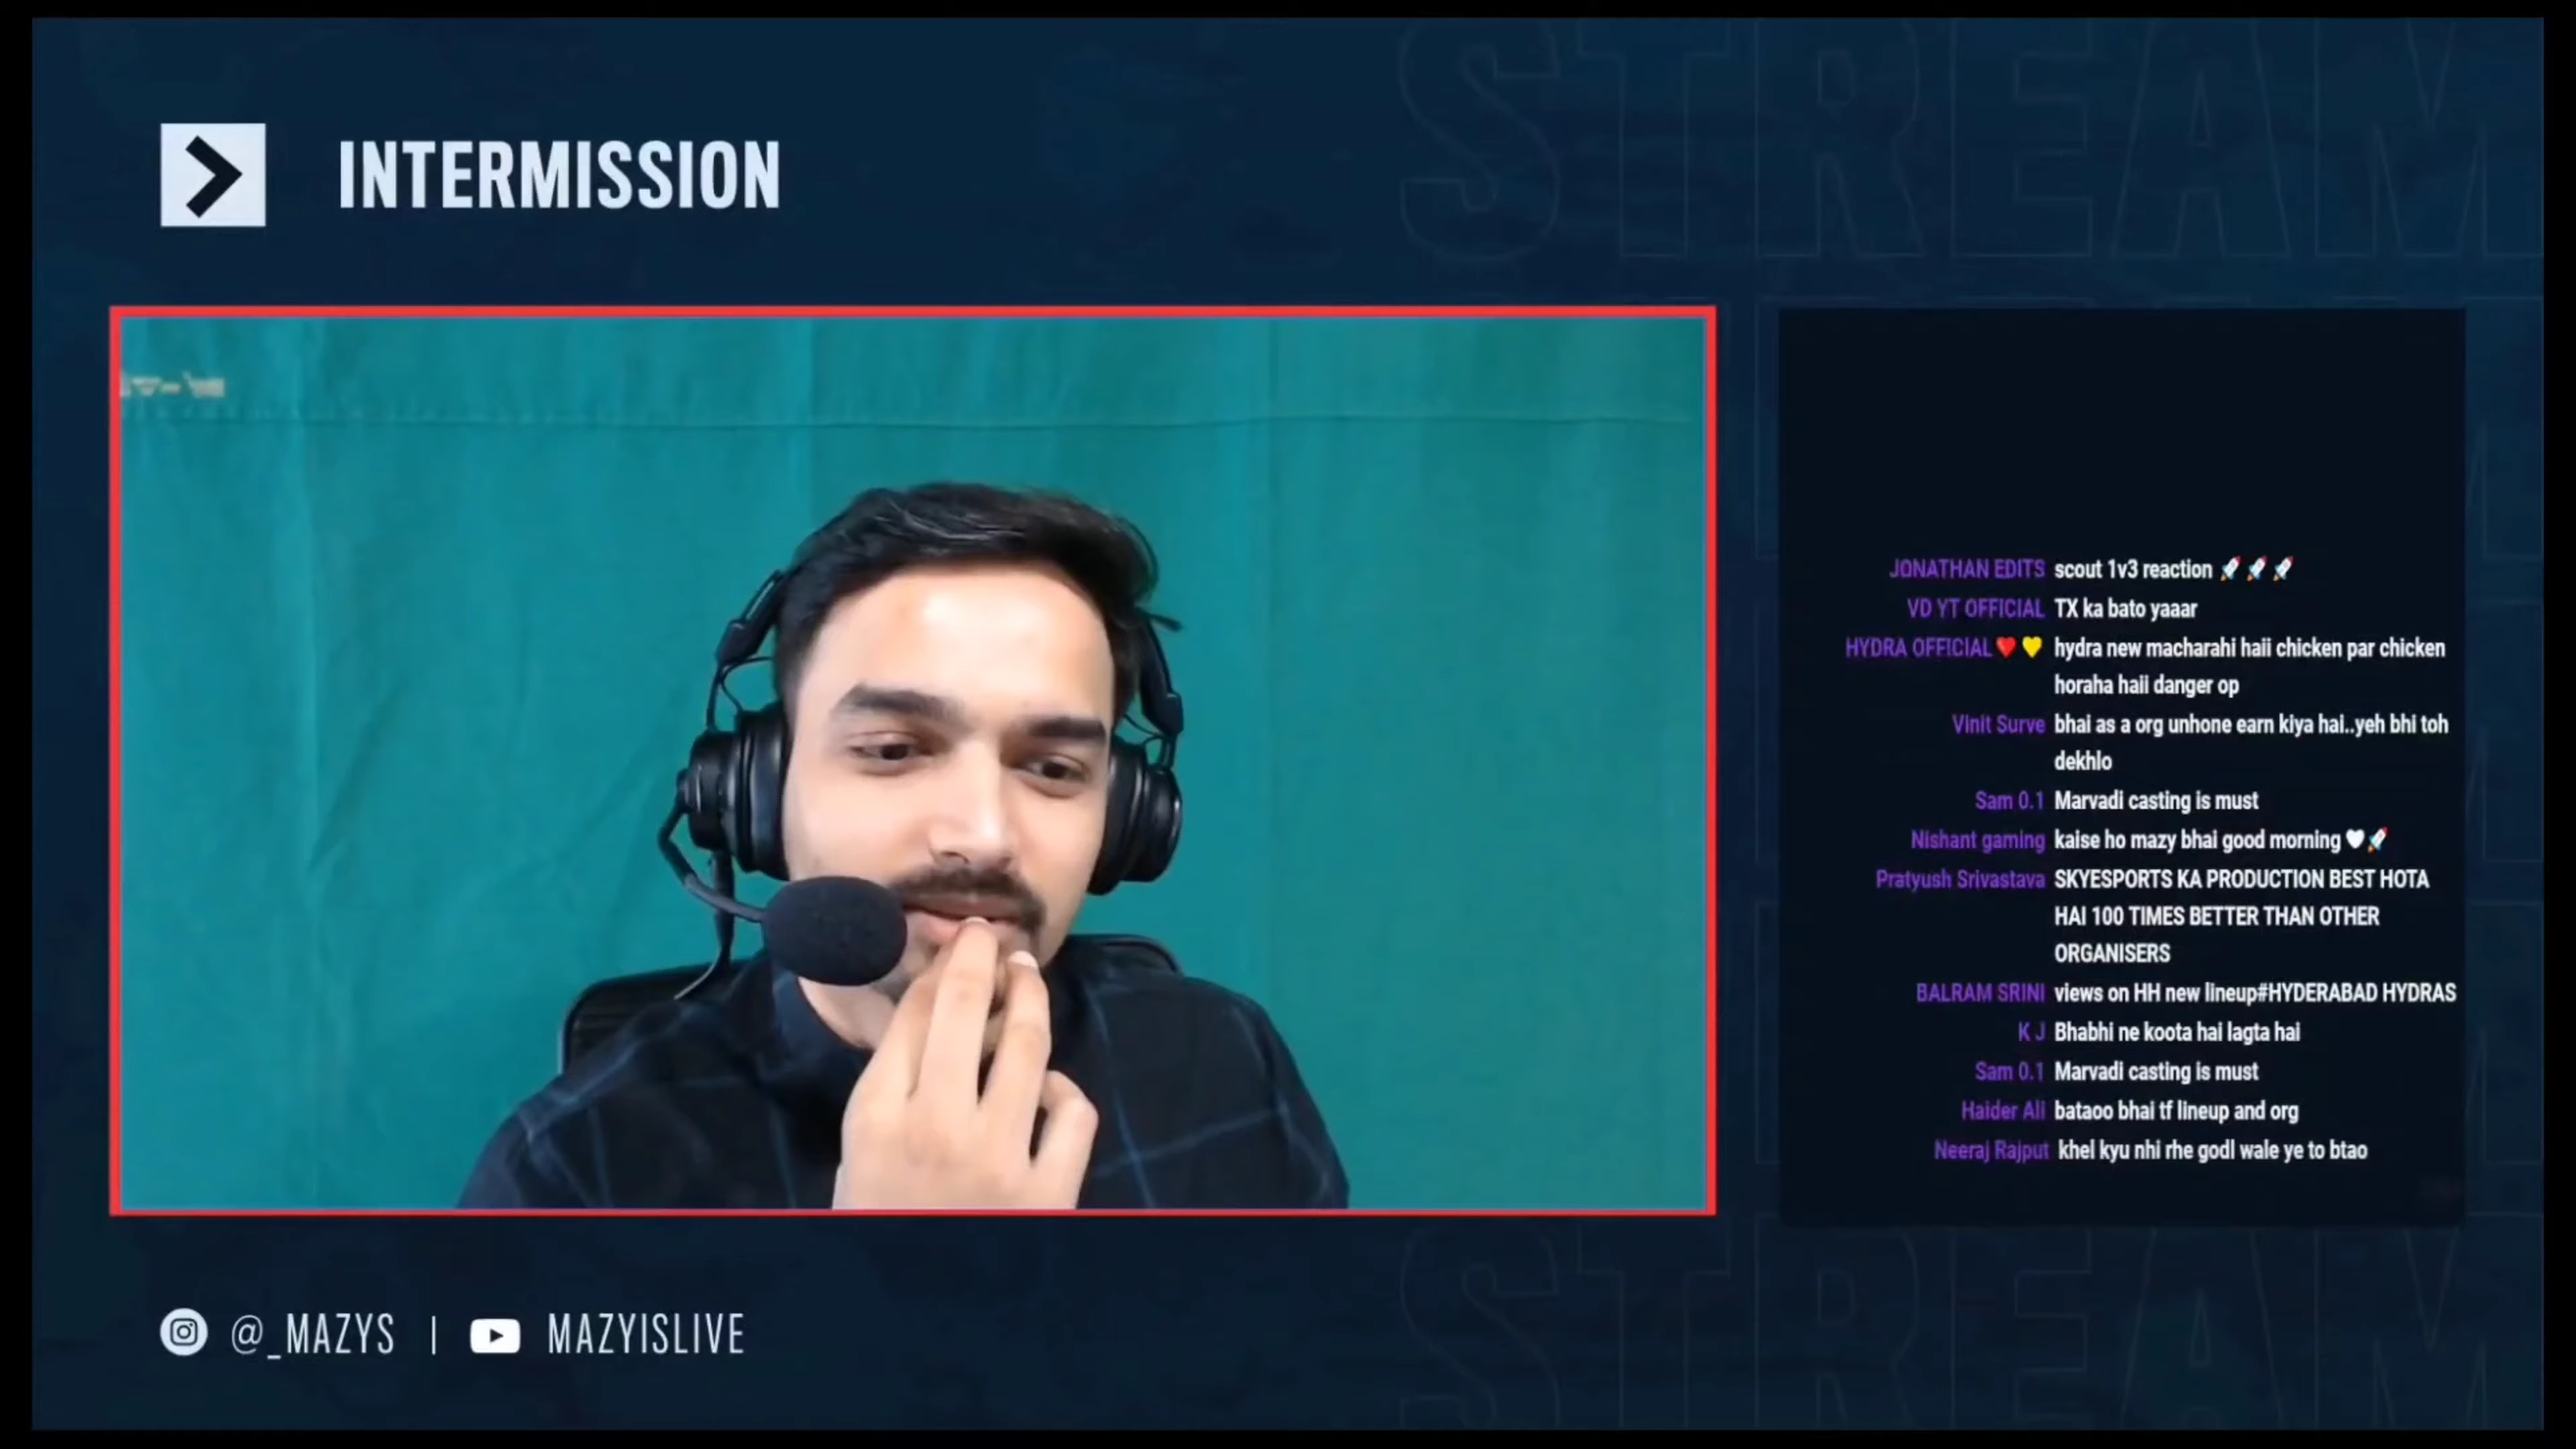 STREAM
INTERMISSION
JONATHAN EDITS scout 1v3 reaction 🚀🚀🚀
VD YT OFFICIAL TX ka bato yaaar
HYDRA OFFICIAL❤️💛 hydra new macharahi haii chicken par chicken
horaha haii danger op
Vinit Surve bhai as a org unhone earn kiya hai..yeh bhi toh
dekhlo
Sam 0.1 Marvadi casting is must
Nishant gaming kaise ho mazy bhai good morning🤍🚀
Pratyush Srivastava SKYESPORTS KA PRODUCTION BEST HOTA
HAI 100 TIMES BETTER THAN OTHER
ORGANISERS
BALRAM SRINI views on HH new lineup#HYDERABAD HYDRAS
K J Bhabhi ne koota hai lagta hai
Sam 0.1 Marvadi casting is must
Haider Ali bataoo bhai tf lineup and org
Neeraj Rajput khel kyu nhi rhe godl wale ye to btao
STREAM
@_MAZYS | MAZYISLIVE